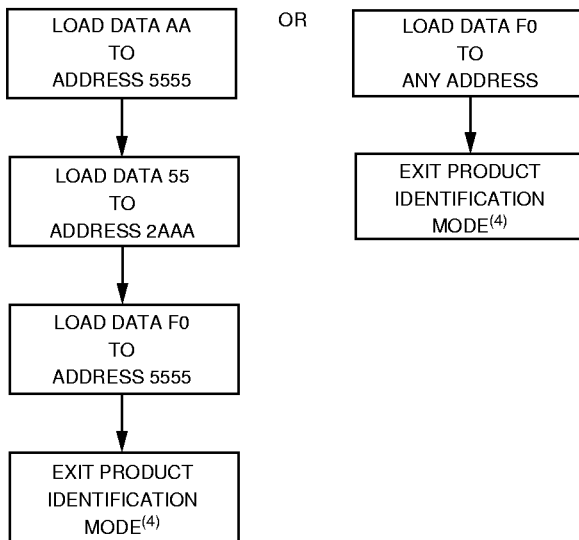 LOAD DATA AA
TO
ADDRESS 5555
LOAD DATA 55
TO
ADDRESS 2AAA
LOAD DATA F0
TO
ADDRESS 5555
EXIT PRODUCT
IDENTIFICATION
MODE(4)
OR
LOAD DATA F0
TO
ANY ADDRESS
EXIT PRODUCT
IDENTIFICATION
MODE(4)